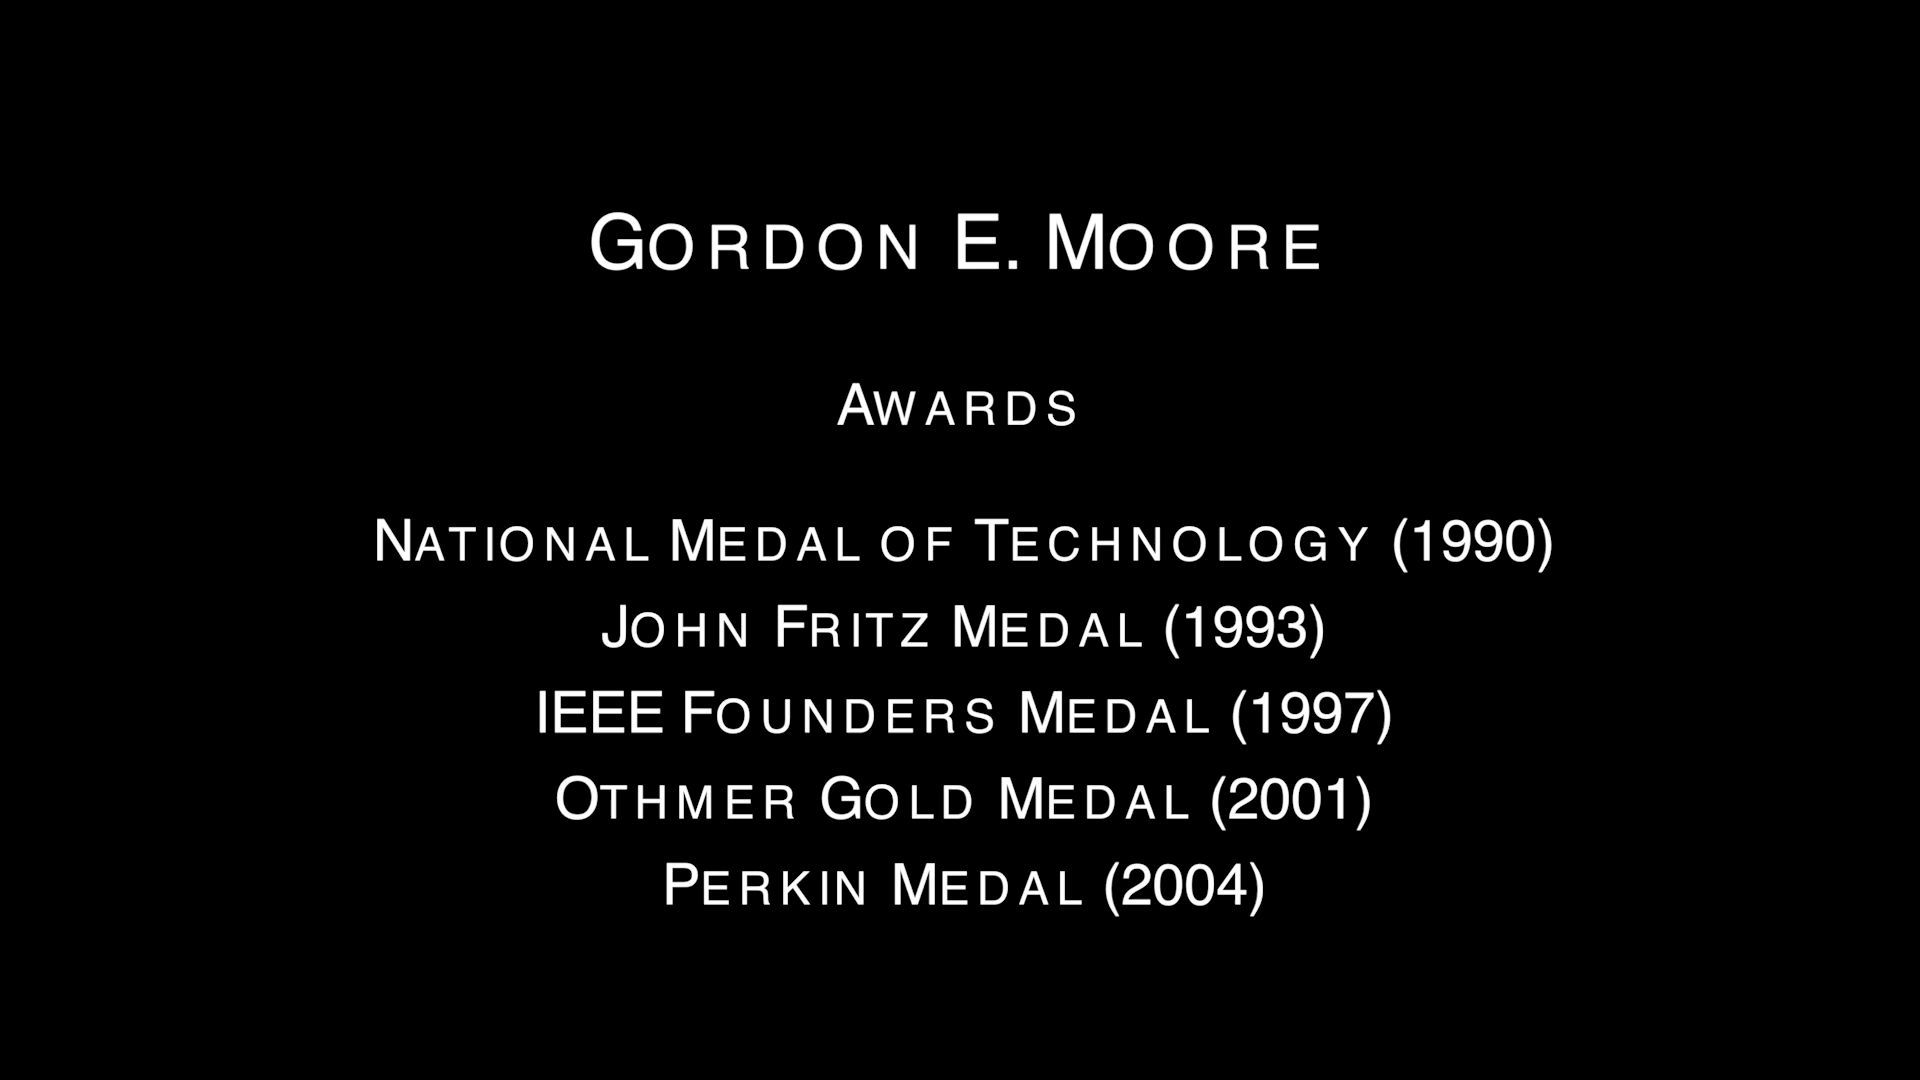 Gordon E. Moore
Awards
National Medal of Technology (1990)
John Fritz Medal (1993)
IEEE Founders Medal (1997)
Othmer Gold Medal (2001)
Perkin Medal (2004)